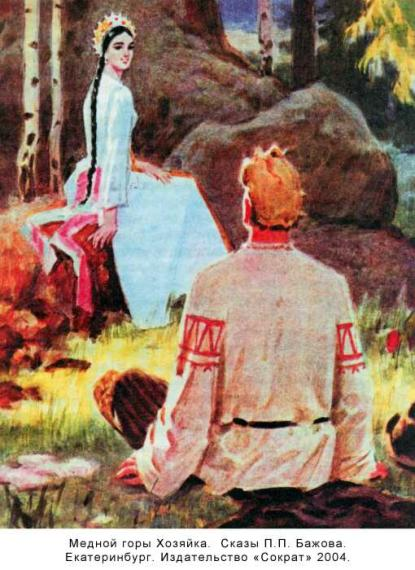 Медной горы Хозяйка. Сказы П.П. Бажова.
Екатеринбург. Издательство «Сократ» 2004.